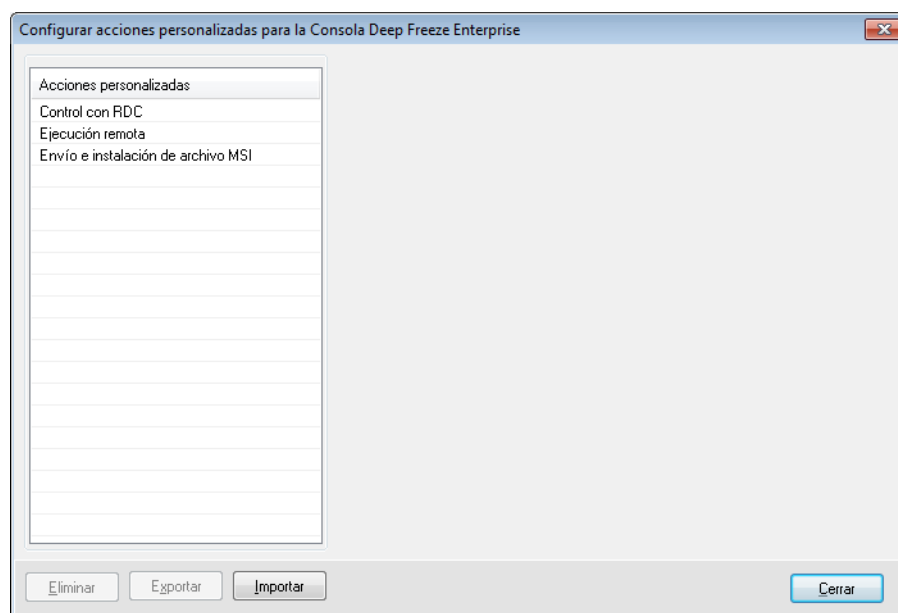 Configurar acciones personalizadas para la Consola Deep Freeze Enterprise
Acciones personalizadas
Control con RDC
Ejecución remota
Envío e instalación de archivo MSI
Eliminar
Exportar
Importar
Cerrar